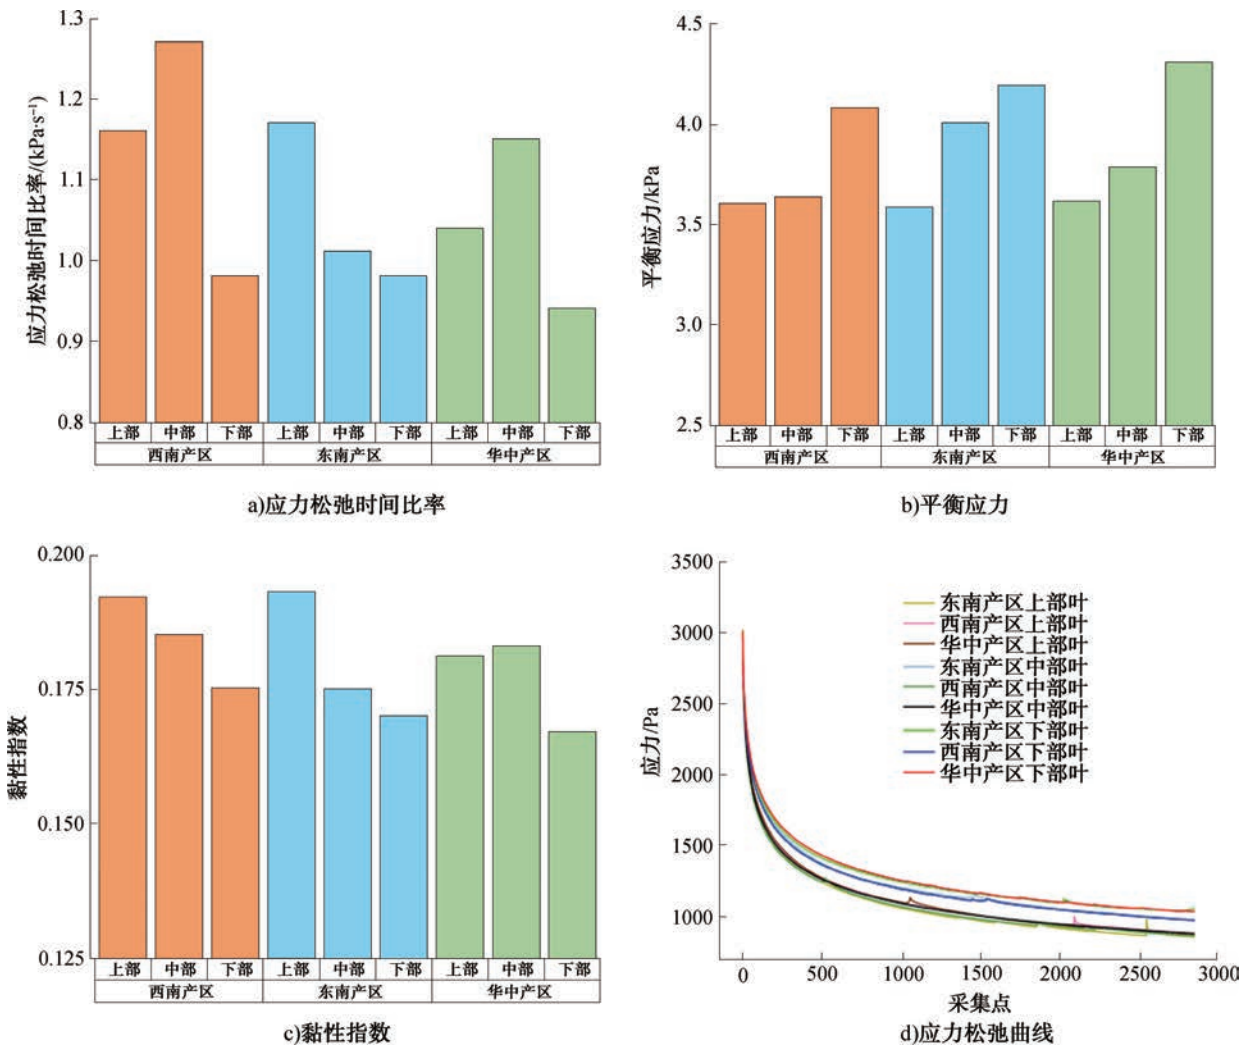 1.3
1.2
1.1
1.0
0.9
0.8
应力松弛时间比率/(kPa·s⁻¹)
上部 中部 下部 上部 中部 下部 上部 中部 下部
西南产区 东南产区 华中产区
a)应力松弛时间比率
4.5
4.0
3.5
3.0
2.5
平衡应力/kPa
上部 中部 下部 上部 中部 下部 上部 中部 下部
西南产区 东南产区 华中产区
b)平衡应力
0.200
0.175
0.150
0.125
黏性指数
上部 中部 下部 上部 中部 下部 上部 中部 下部
西南产区 东南产区 华中产区
c)黏性指数
3500
3000
2500
2000
1500
1000
应力/Pa
东南产区上部叶
西南产区上部叶
华中产区上部叶
东南产区中部叶
西南产区中部叶
华中产区中部叶
东南产区下部叶
西南产区下部叶
华中产区下部叶
0 500 1000 1500 2000 2500 3000
采集点
d)应力松弛曲线